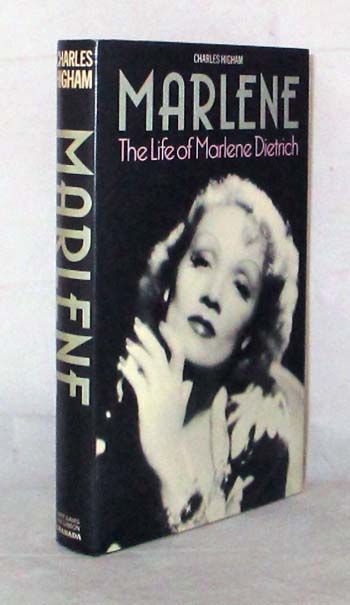 CHARLES HIGHAM
MARLENE
The Life of Marlene Dietrich
CHARLES
HIGHAM
MARLENE
GRANADA